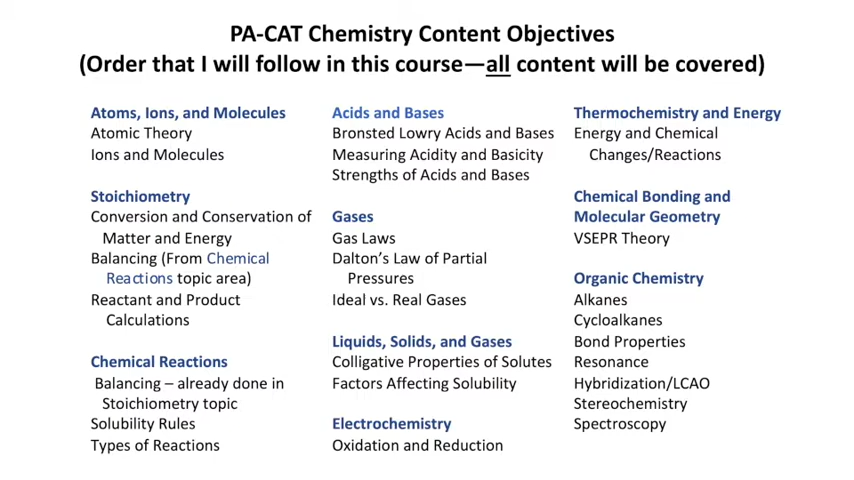 PA-CAT Chemistry Content Objectives
(Order that I will follow in this course—all content will be covered)
Atoms, Ions, and Molecules
Atomic Theory
Ions and Molecules
Stoichiometry
Conversion and Conservation of
Matter and Energy
Balancing (From Chemical
Reactions topic area)
Reactant and Product
Calculations
Chemical Reactions
Balancing – already done in
Stoichiometry topic
Solubility Rules
Types of Reactions
Acids and Bases
Bronsted Lowry Acids and Bases
Measuring Acidity and Basicity
Strengths of Acids and Bases
Gases
Gas Laws
Dalton's Law of Partial
Pressures
Ideal vs. Real Gases
Liquids, Solids, and Gases
Colligative Properties of Solutes
Factors Affecting Solubility
Electrochemistry
Oxidation and Reduction
Thermochemistry and Energy
Energy and Chemical
Changes/Reactions
Chemical Bonding and
Molecular Geometry
VSEPR Theory
Organic Chemistry
Alkanes
Cycloalkanes
Bond Properties
Resonance
Hybridization/LCAO
Stereochemistry
Spectroscopy